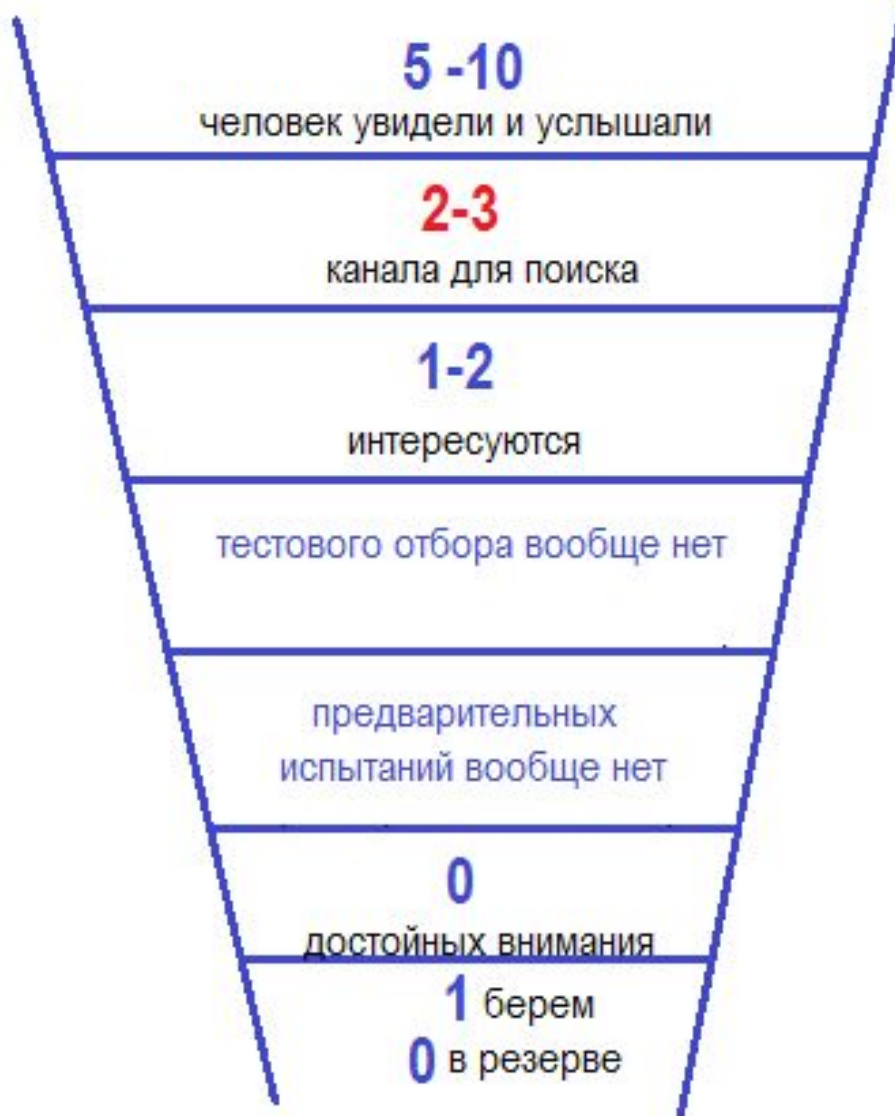 5 -10
человек увидели и услышали
2-3
канала для поиска
1-2
интересуются
тестового отбора вообще нет
предварительных
испытаний вообще нет
0
достойных внимания
1 берем
0 в резерве